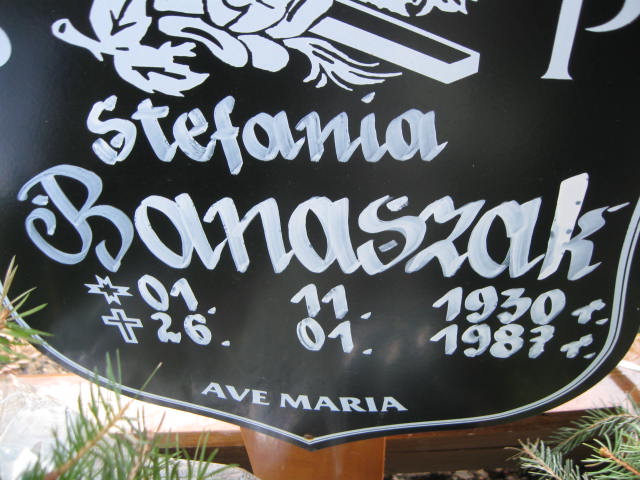 P
Stefania
Banaszak
01. 11. 1930 r.
26. 01. 1987 r.
AVE MARIA